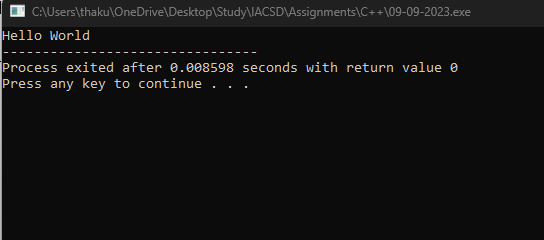 C:\Users\thaku\OneDrive\Desktop\Study\IACSD\Assignments\C++\09-09-2023.exe
Hello World
--------------------------------
Process exited after 0.008598 seconds with return value 0
Press any key to continue . . .